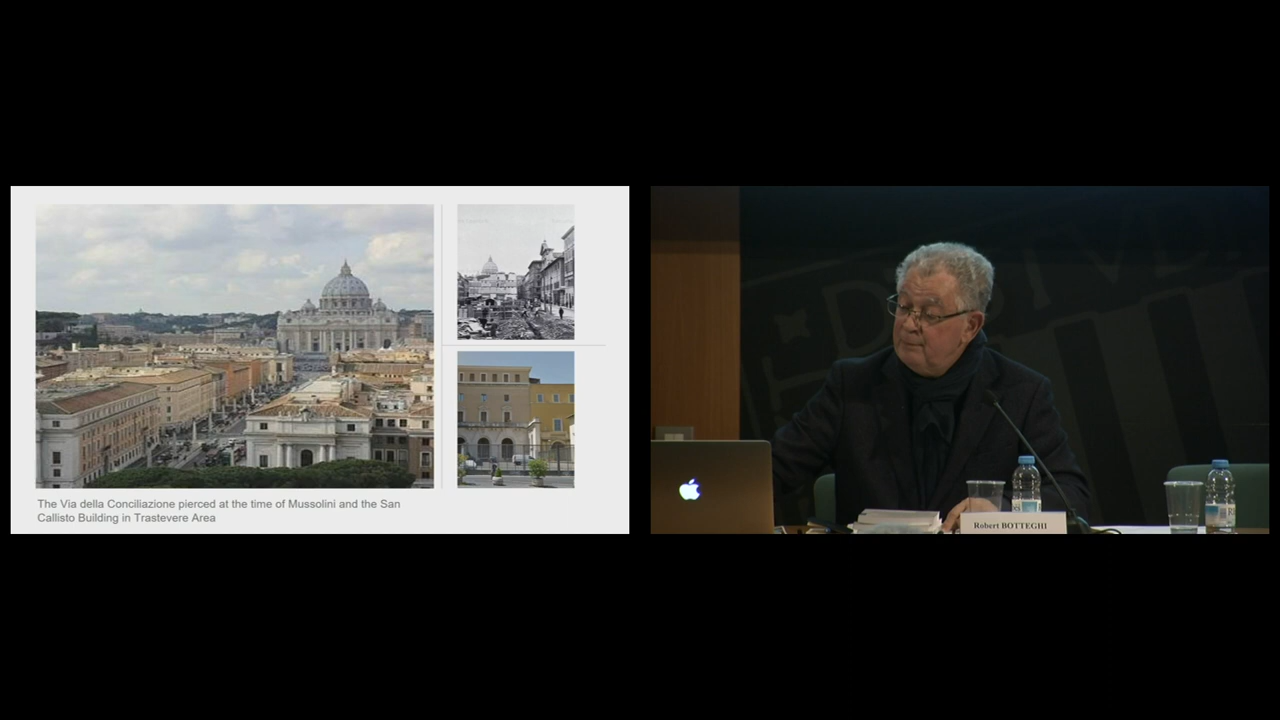 The Via della Conciliazione pierced at the time of Mussolini and the San
Callisto Building in Trastevere Area
Robert BOTTEGHI